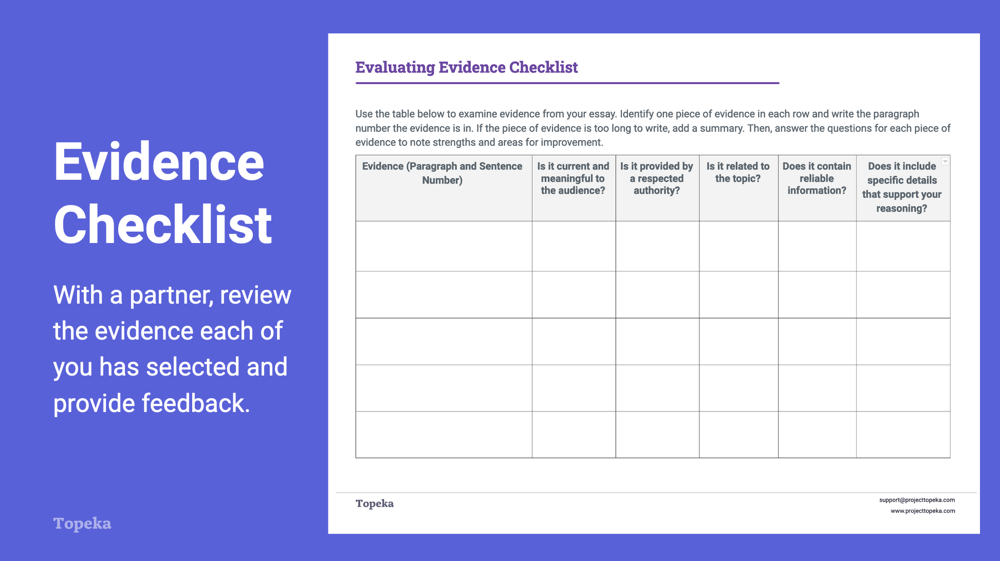 Evidence
Checklist
With a partner, review
the evidence each of
you has selected and
provide feedback.
Topeka
Evaluating Evidence Checklist
Use the table below to examine evidence from your essay. Identify one piece of evidence in each row and write the paragraph
number the evidence is in. If the piece of evidence is too long to write, add a summary. Then, answer the questions for each piece of
evidence to note strengths and areas for improvement.
Evidence (Paragraph and Sentence
Number)
Is it current and
meaningful to
the audience?
Is it provided by
a respected
authority?
Is it related to
the topic?
Does it contain
reliable
information?
Does it include
specific details
that support your
reasoning?
Topeka
support@projecttopeka.com
www.projecttopeka.com